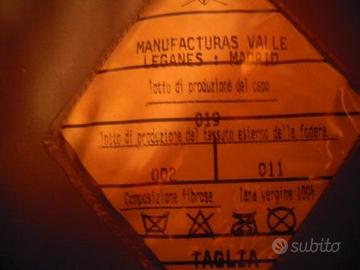 MANUFACTURAS VALLE
LEGANES : MADRID
lotto di produzione del capo
019
lotto di produzione del tessuto esterno delle fodera
002 011
Composizione fibrosa lana vergine 100%
TAGLIA
subito